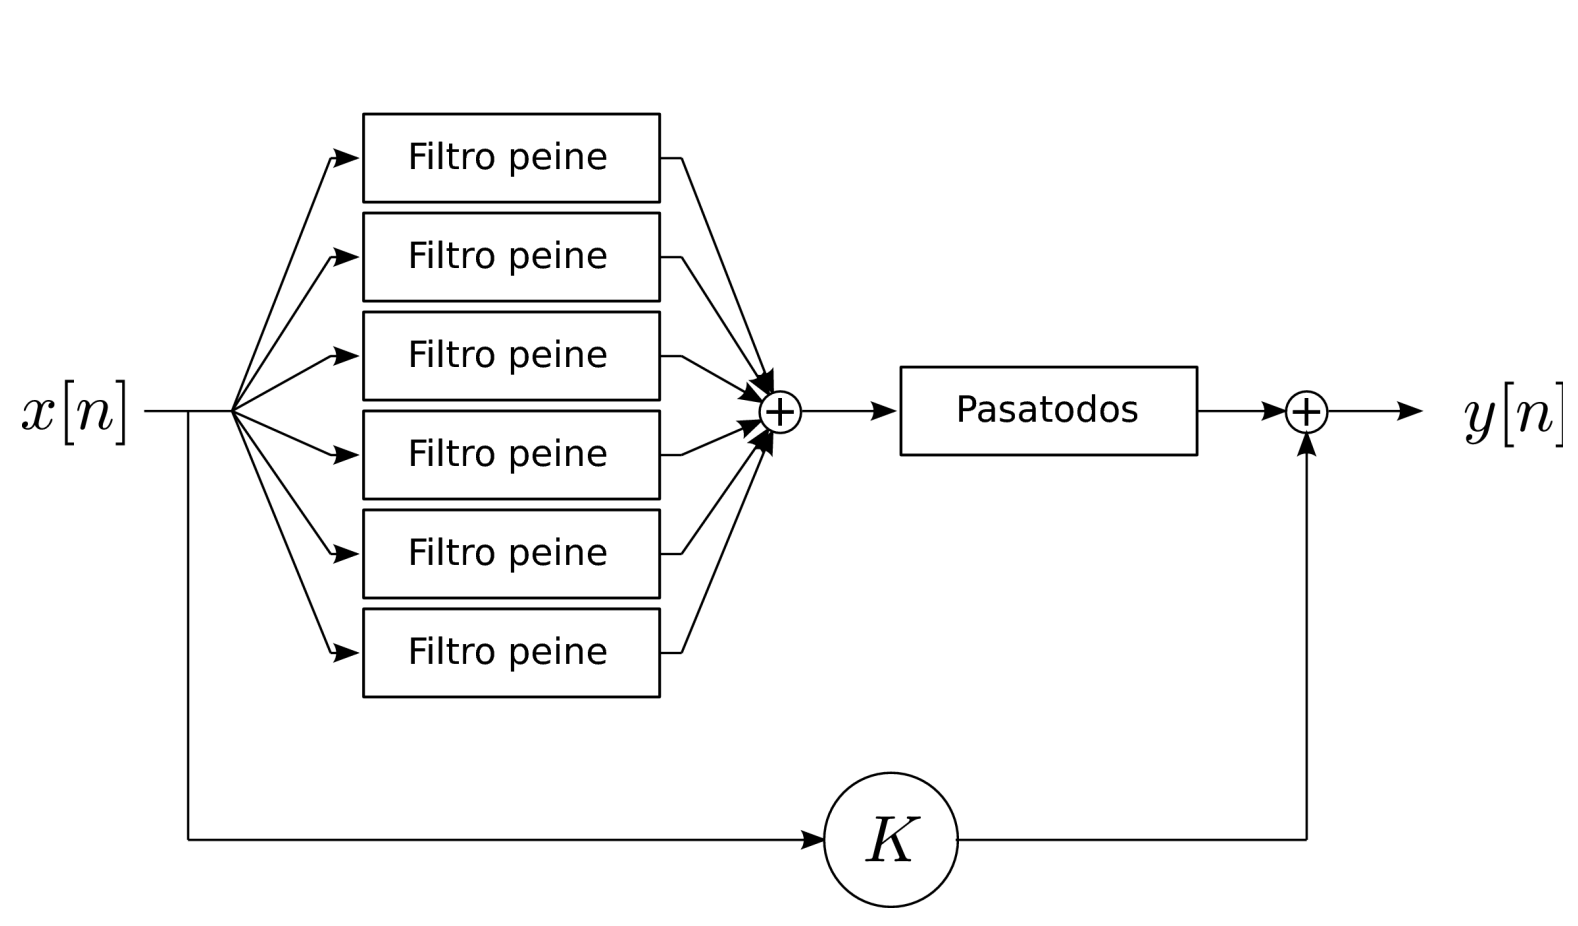 Filtro peine
Filtro peine
Filtro peine
x[n]
+
Pasatodos
+
y[n]
Filtro peine
Filtro peine
Filtro peine
K